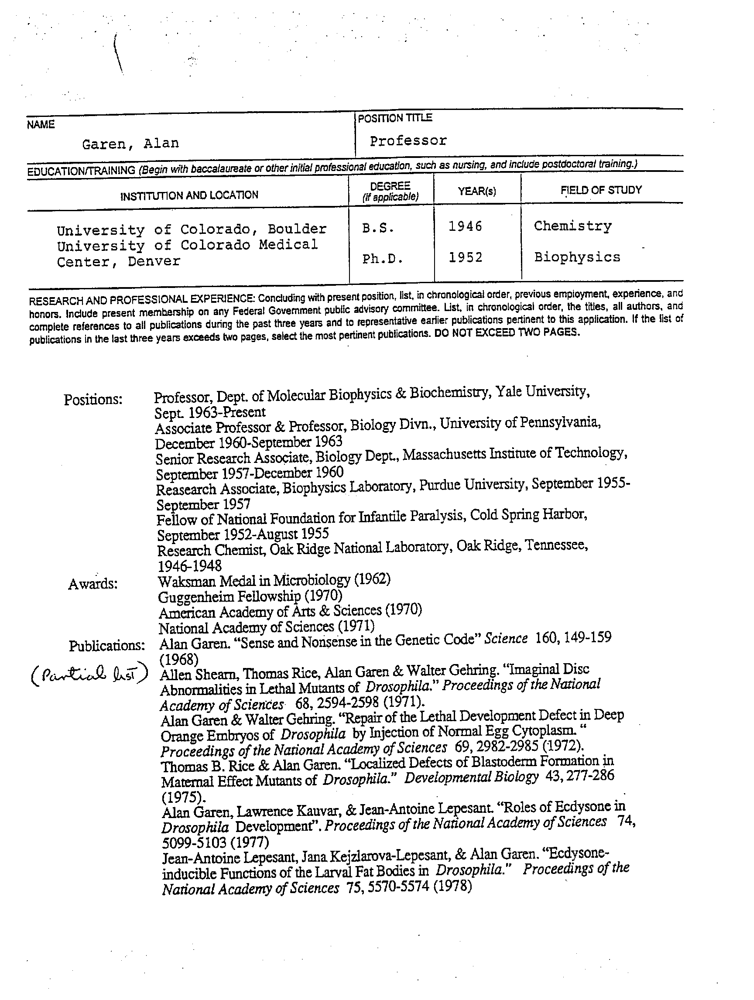 NAME
Garen, Alan
POSITION TITLE
Professor
EDUCATION/TRAINING (Begin with baccalaureate or other initial professional education, such as nursing, and include postdoctoral training.)
INSTITUTION AND LOCATION
DEGREE
(if applicable)
YEAR(s)
FIELD OF STUDY
University of Colorado, Boulder B.S. 1946 Chemistry
University of Colorado Medical
Center, Denver Ph.D. 1952 Biophysics
RESEARCH AND PROFESSIONAL EXPERIENCE: Concluding with present position, list, in chronological order, previous employment, experience, and
honors. Include present membership on any Federal Government public advisory committee. List, in chronological order, the titles, all authors, and
complete references to all publications during the past three years and to representative earlier publications pertinent to this application. If the list of
publications in the last three years exceeds two pages, select the most pertinent publications. DO NOT EXCEED TWO PAGES.
Positions: Professor, Dept. of Molecular Biophysics & Biochemistry, Yale University,
Sept. 1963-Present
Associate Professor & Professor, Biology Divn., University of Pennsylvania,
December 1960-September 1963
Senior Research Associate, Biology Dept., Massachusetts Institute of Technology,
September 1957-December 1960
Reasearch Associate, Biophysics Laboratory, Purdue University, September 1955-
September 1957
Fellow of National Foundation for Infantile Paralysis, Cold Spring Harbor,
September 1952-August 1955
Research Chemist, Oak Ridge National Laboratory, Oak Ridge, Tennessee,
1946-1948
Awards: Waksman Medal in Microbiology (1962)
Guggenheim Fellowship (1970)
American Academy of Arts & Sciences (1970)
National Academy of Sciences (1971)
Publications: Alan Garen. "Sense and Nonsense in the Genetic Code" Science 160, 149-159
(1968)
(Partial list) Allen Shearn, Thomas Rice, Alan Garen & Walter Gehring. "Imaginal Disc
Abnormalities in Lethal Mutants of Drosophila." Proceedings of the National
Academy of Sciences 68, 2594-2598 (1971).
Alan Garen & Walter Gehring. "Repair of the Lethal Development Defect in Deep
Orange Embryos of Drosophila by Injection of Normal Egg Cytoplasm. "
Proceedings of the National Academy of Sciences 69, 2982-2985 (1972).
Thomas B. Rice & Alan Garen. "Localized Defects of Blastoderm Formation in
Maternal Effect Mutants of Drosophila." Developmental Biology 43, 277-286
(1975).
Alan Garen, Lawrence Kauvar, & Jean-Antoine Lepesant. "Roles of Ecdysone in
Drosophila Development". Proceedings of the National Academy of Sciences 74,
5099-5103 (1977)
Jean-Antoine Lepesant, Jana Kejzlarova-Lepesant, & Alan Garen. "Ecdysone-
inducible Functions of the Larval Fat Bodies in Drosophila." Proceedings of the
National Academy of Sciences 75, 5570-5574 (1978)